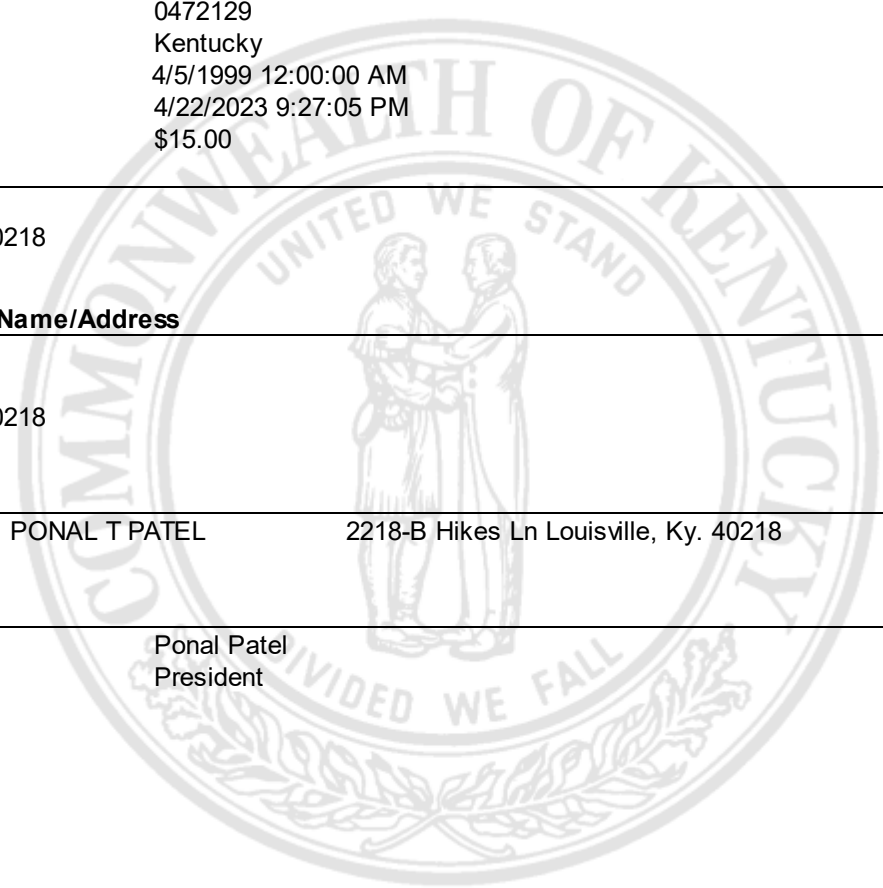 0472129
Kentucky
4/5/1999 12:00:00 AM
4/22/2023 9:27:05 PM
$15.00
0218
Name/Address
0218
PONAL T PATEL 2218-B Hikes Ln Louisville, Ky. 40218
Ponal Patel
President
COMMONWEALTH OF KENTUCKY
UNITED WE STAND
DIVIDED WE FALL